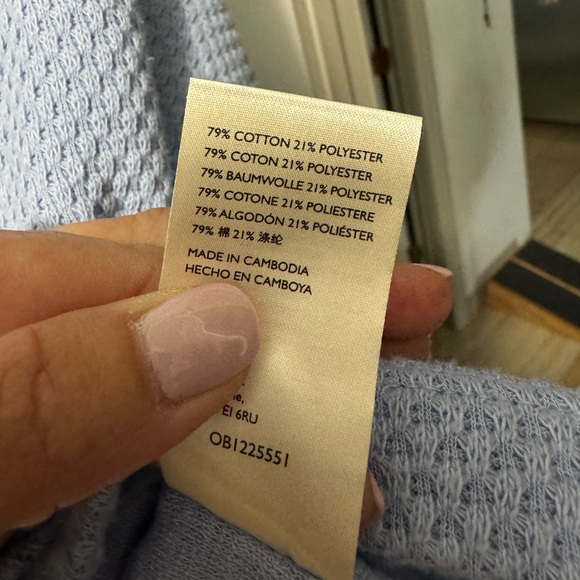 79% COTTON 21% POLYESTER
79% COTON 21% POLYESTER
79% BAUMWOLLE 21% POLYESTER
79% COTONE 21% POLIESTERE
79% ALGODÓN 21% POLIÉSTER
79% 棉 21% 涤纶
MADE IN CAMBODIA
HECHO EN CAMBOYA
E1 6RU
OB1225551